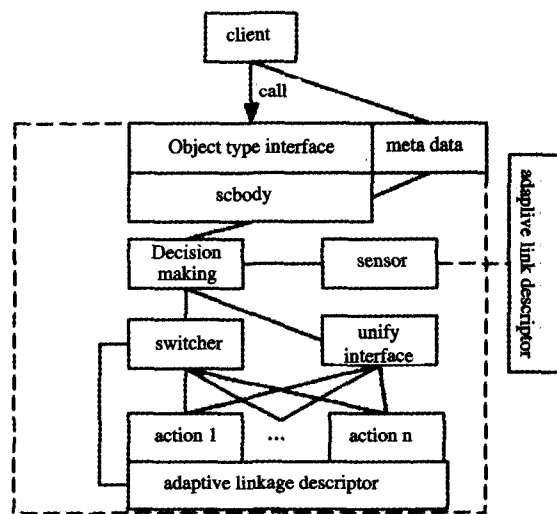 client
call
Object type interface
meta data
scbody
Decision
making
sensor
adaplive link descriptor
switcher
unify
interface
action 1
...
action n
adaptive linkage descriptor